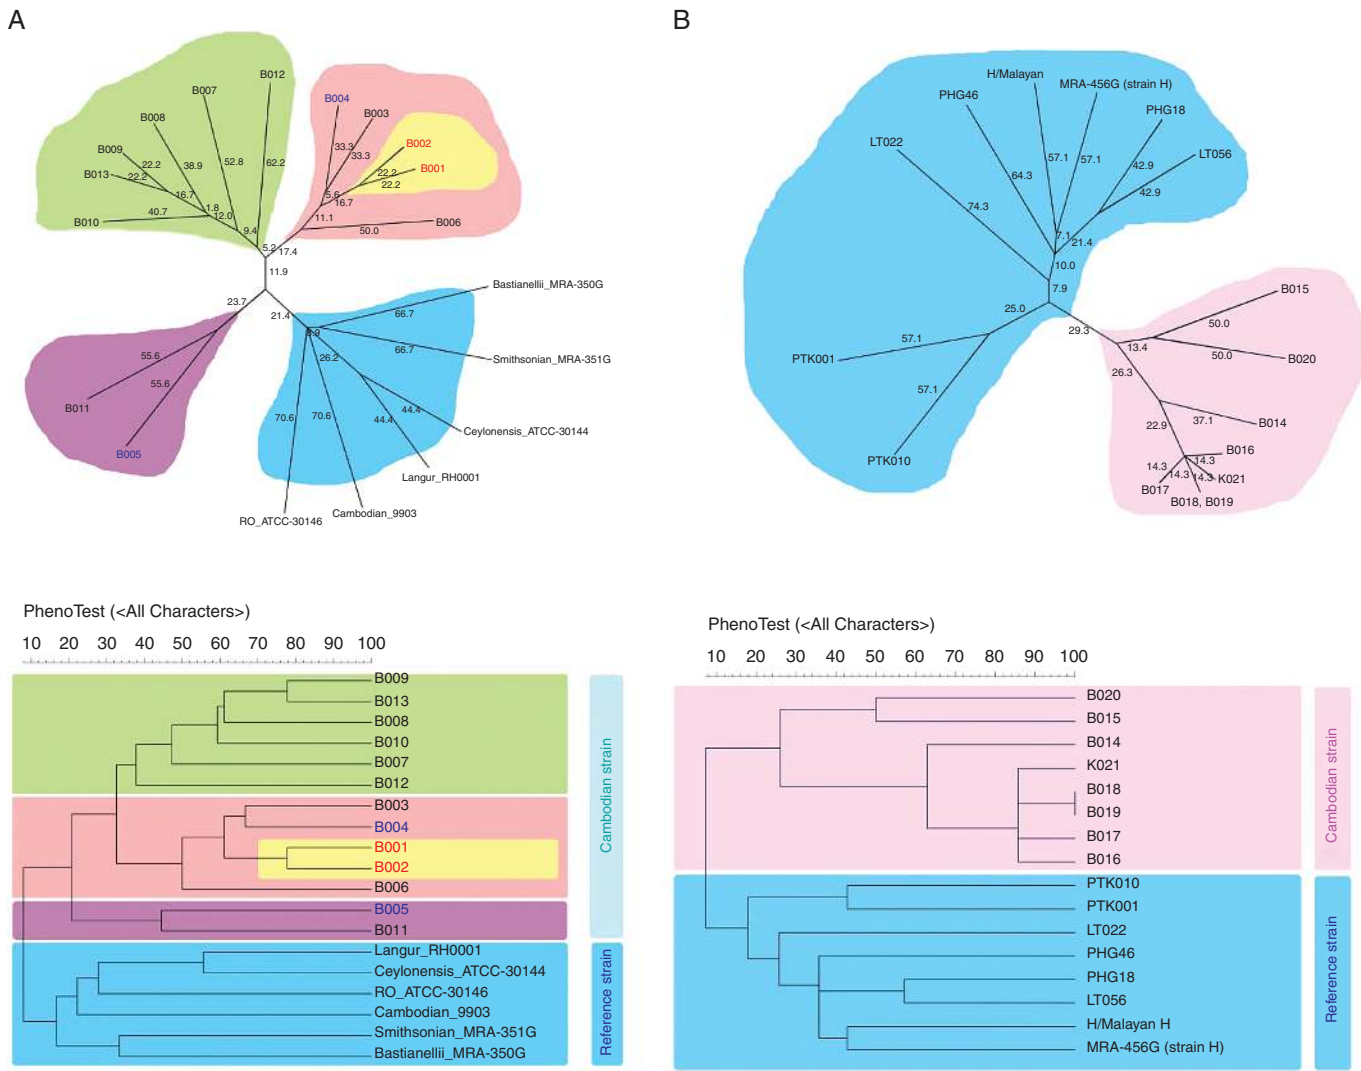 A
B012
B007
B008
B009
B013
B010
22.2
22.2
38.9
52.8
62.2
16.7
40.7
1.8
12.0
9.4
5.2
B004
B003
B002
B001
B006
33.3
33.3
22.2
22.2
5.6
16.7
11.1
50.0
17.4
11.9
23.7
21.4
55.6
55.6
B011
B005
Bastianellii_MRA-350G
66.7
66.7
Smithsonian_MRA-351G
26.2
70.6
70.6
44.4
44.4
Ceylonensis_ATCC-30144
Langur_RH0001
Cambodian_9903
RO_ATCC-30146
B
H/Malayan
MRA-456G (strain H)
PHG46
PHG18
LT022
LT056
57.1
57.1
64.3
42.9
42.9
74.3
7.1
21.4
10.0
7.9
25.0
29.3
57.1
PTK001
57.1
PTK010
B015
50.0
13.4
50.0
B020
26.3
37.1
B014
22.9
B016
14.3
14.3
14.3
14.3
K021
B017
B018, B019
PhenoTest (<All Characters>)
10 20 30 40 50 60 70 80 90 100
B009
B013
B008
B010
B007
B012
B003
B004
B001
B002
B006
B005
B011
Langur_RH0001
Ceylonensis_ATCC-30144
RO_ATCC-30146
Cambodian_9903
Smithsonian_MRA-351G
Bastianellii_MRA-350G
Cambodian strain
Reference strain
PhenoTest (<All Characters>)
10 20 30 40 50 60 70 80 90 100
B020
B015
B014
K021
B018
B019
B017
B016
PTK010
PTK001
LT022
PHG46
PHG18
LT056
H/Malayan H
MRA-456G (strain H)
Cambodian strain
Reference strain